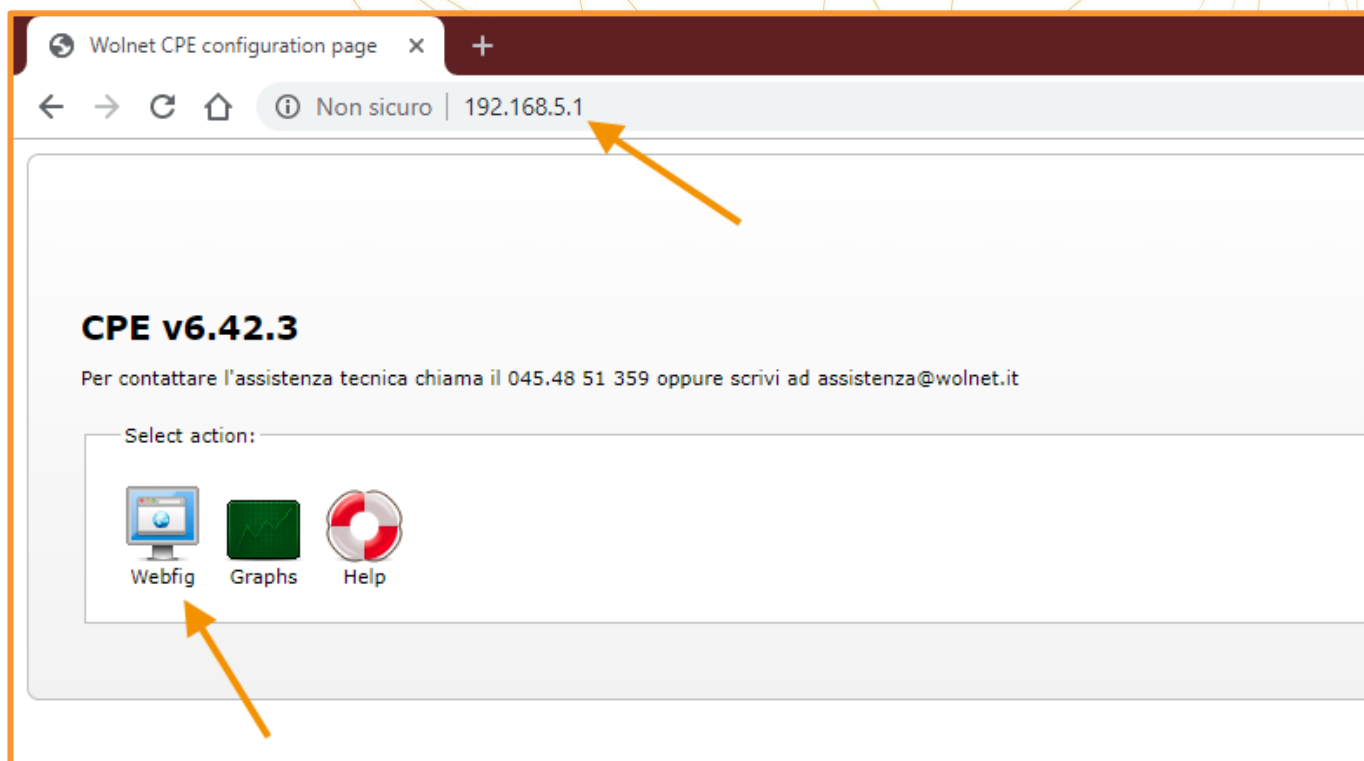 Wolnet CPE configuration page
Non sicuro | 192.168.5.1
CPE v6.42.3
Per contattare l'assistenza tecnica chiama il 045.48 51 359 oppure scrivi ad assistenza@wolnet.it
Select action:
Webfig Graphs Help